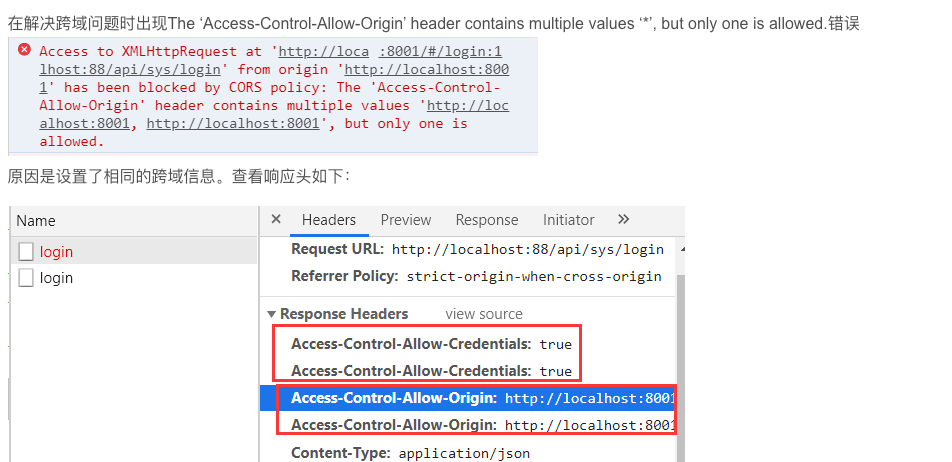 在解决跨域问题时出现The ‘Access-Control-Allow-Origin’ header contains multiple values ‘*’, but only one is allowed.错误
Access to XMLHttpRequest at 'http://loca :8001/#/login:1
lhost:88/api/sys/login' from origin 'http://localhost:800
1' has been blocked by CORS policy: The 'Access-Control-
Allow-Origin' header contains multiple values 'http://loc
alhost:8001, http://localhost:8001', but only one is
allowed.
原因是设置了相同的跨域信息。查看响应头如下：
Name
× Headers Preview Response Initiator »
login
login
Request URL: http://localhost:88/api/sys/login
Referrer Policy: strict-origin-when-cross-origin
▼ Response Headers view source
Access-Control-Allow-Credentials: true
Access-Control-Allow-Credentials: true
Access-Control-Allow-Origin: http://localhost:8001
Access-Control-Allow-Origin: http://localhost:8001
Content-Type: application/json